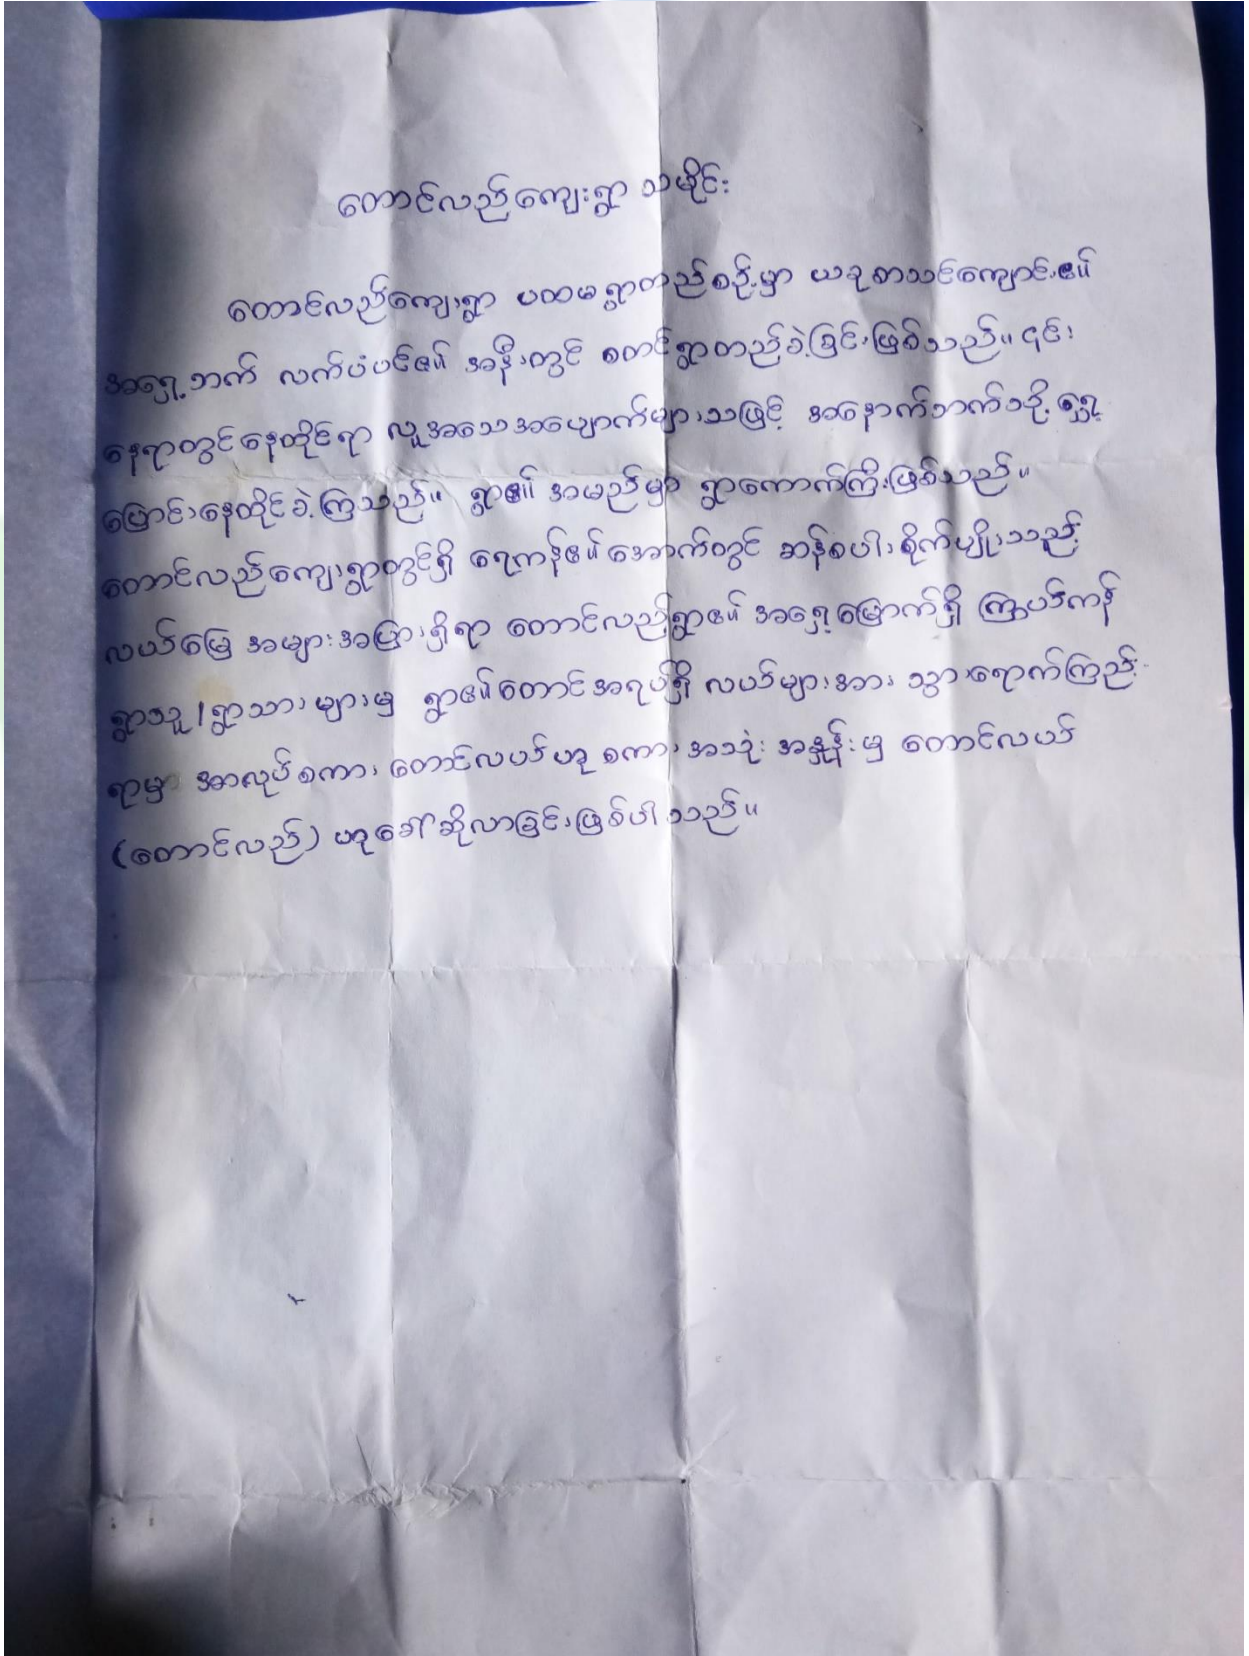 တောင်လည်ကျေးရွာ သမိုင်း
တောင်လည်ကျေးရွာ ပထမရွာတည်စဉ်မှာ ယခုစာသင်ကျောင်း၏
အရှေ့ဘက် လက်ပံပင်၏ အနီးတွင် စတင်ရွာတည်ခဲ့ခြင်းဖြစ်သည်။ ၎င်း
နေရာတွင်နေထိုင်ရာ လူအသေအပျောက်များသဖြင့် အနောက်ဘက်သို့ ရွှေ့
ပြောင်းနေထိုင်ခဲ့ကြသည်။ ရွာ၏ အမည်မှာ ရွာကောက်ကြီးဖြစ်သည်။
တောင်လည်ကျေးရွာတွင်ရှိ ရေကန်၏အောက်တွင် ဆန်စပါးစိုက်ပျိုးသည့်
လယ်မြေ အများအပြားရှိရာ တောင်လည်ရွာ၏ အရှေ့မြောက်ရှိ ကြာပင်ကန်
ရွာသူ/ရွာသားများမှ ရွာ၏တောင်အရပ်ရှိ လယ်များအား သွားရောက်ကြည့်
ရာမှာ အာလုပ်စကား တောင်လယ်ဟု စကားအသုံး အနှုန်းမှ တောင်လယ်
(တောင်လည်) ဟုခေါ်ဆိုလာခြင်းဖြစ်ပါသည်။